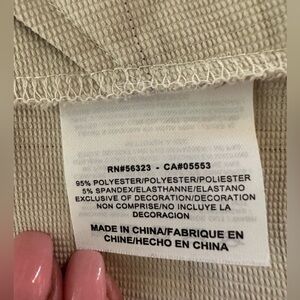 RN#56323 - CA#05553
95% POLYESTER/POLYESTER/POLIESTER
5% SPANDEX/ELASTHANNE/ELASTANO
EXCLUSIVE OF DECORATION/DECORATION
NON COMPRISE/NO INCLUYE LA
DECORACION
MADE IN CHINA/FABRIQUE EN
CHINE/HECHO EN CHINA